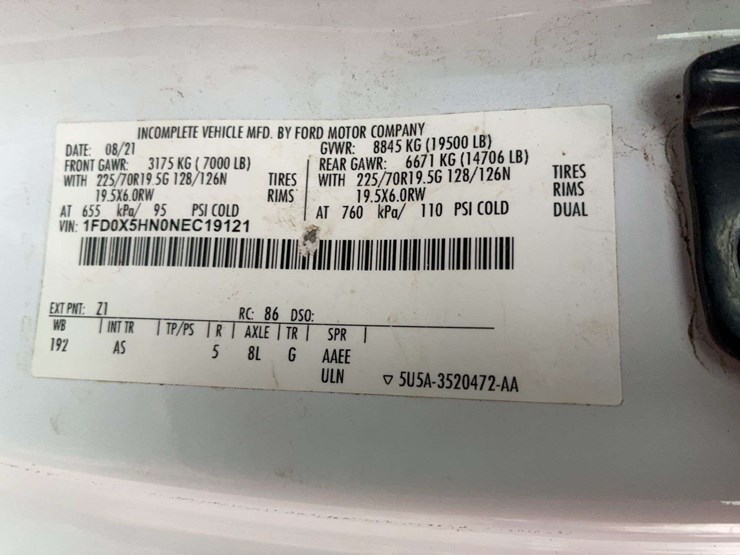 INCOMPLETE VEHICLE MFD. BY FORD MOTOR COMPANY
DATE: 08/21 GVWR: 8845 KG (19500 LB)
FRONT GAWR: 3175 KG ( 7000 LB) REAR GAWR: 6671 KG (14706 LB)
WITH 225/70R19.5G 128/126N TIRES WITH 225/70R19.5G 128/126N TIRES
19.5X6.0RW RIMS 19.5X6.0RW RIMS
AT 655 kPa/ 95 PSI COLD AT 760 kPa/ 110 PSI COLD DUAL
VIN: 1FD0X5HN0NEC19121
EXT PNT: Z1 RC: 86 DSO:
WB INT TR TP/PS R AXLE TR SPR
192 AS 5 8L G AAEE
ULN ▽ 5U5A-3520472-AA